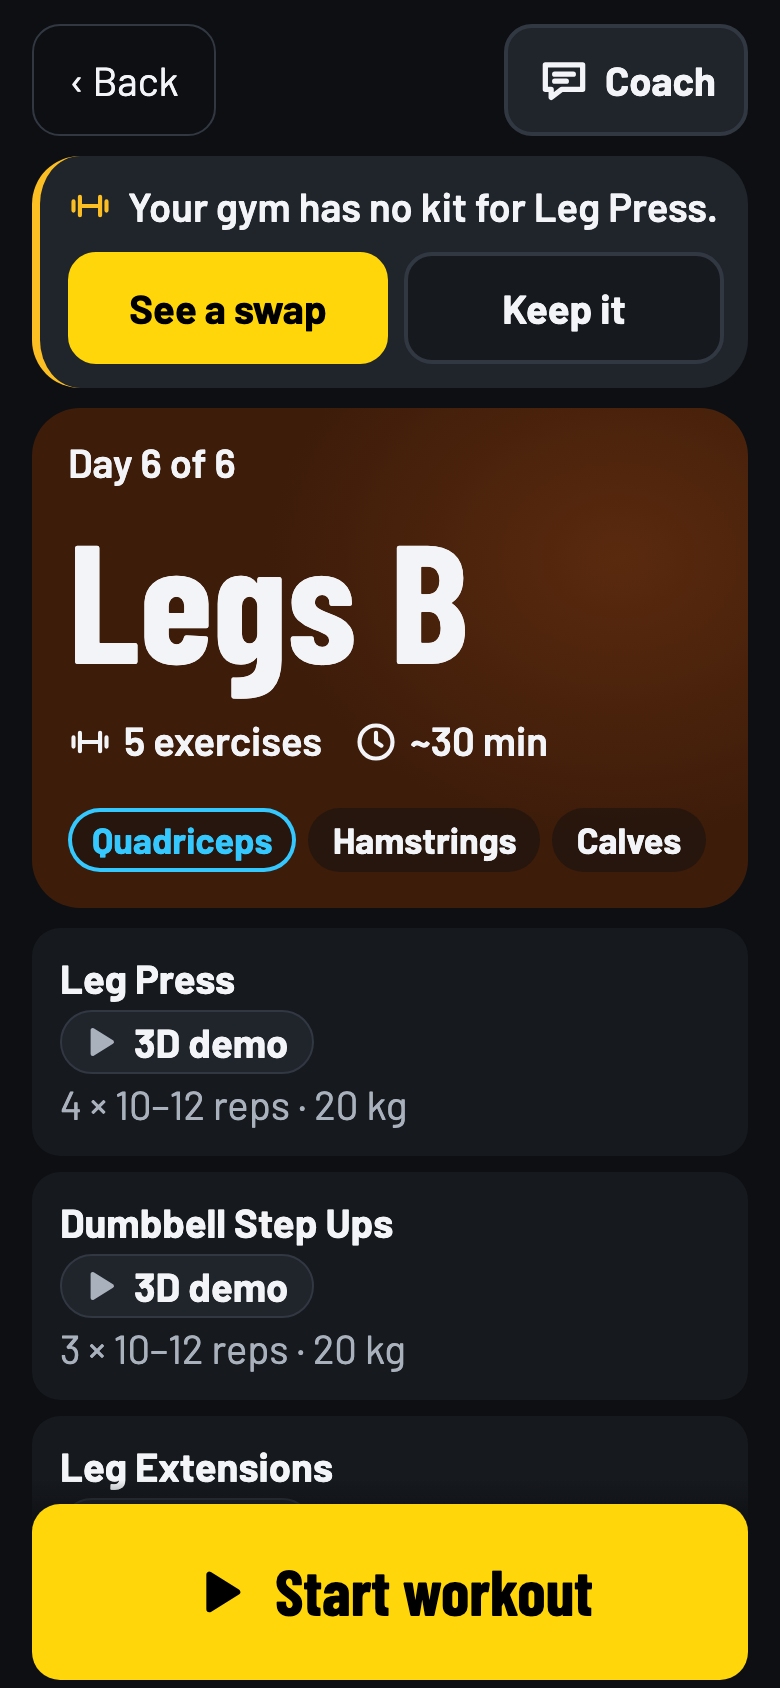 ‹ Back
Coach
Your gym has no kit for Leg Press.
See a swap
Keep it
Day 6 of 6
Legs B
5 exercises
~30 min
Quadriceps
Hamstrings
Calves
Leg Press
3D demo
4 × 10–12 reps · 20 kg
Dumbbell Step Ups
3D demo
3 × 10–12 reps · 20 kg
Leg Extensions
Start workout